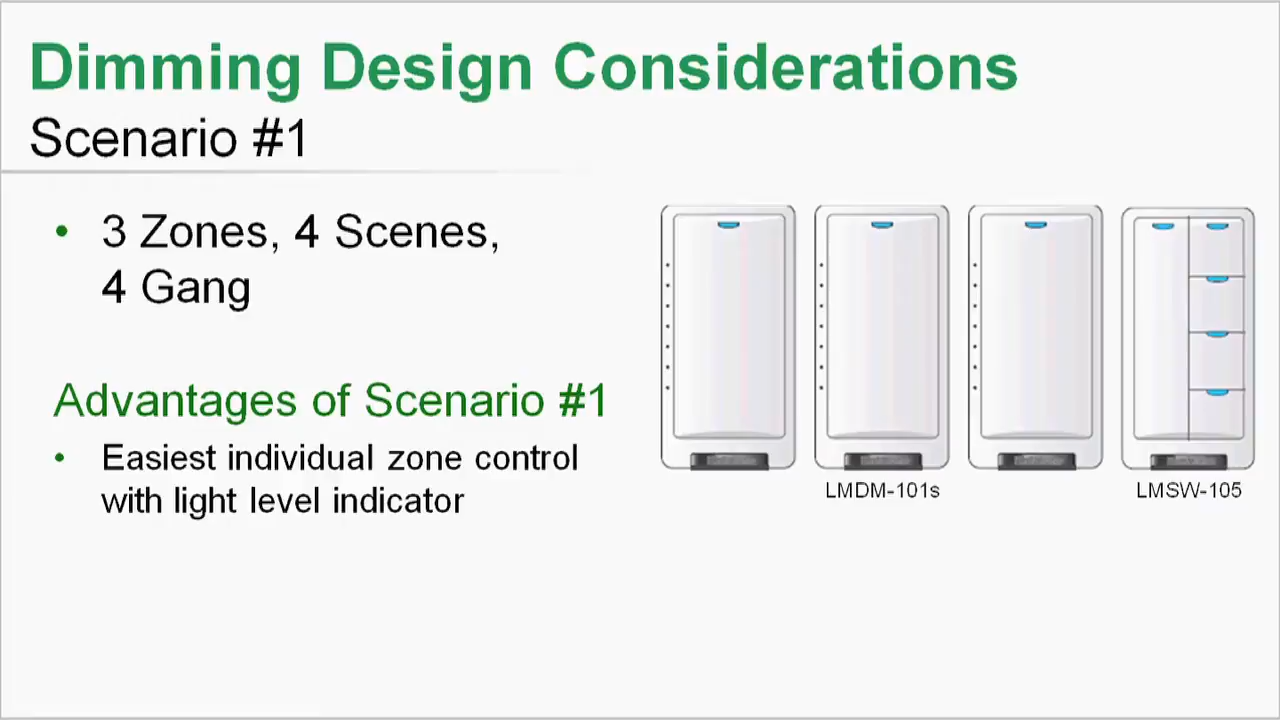 Dimming Design Considerations
Scenario #1
• 3 Zones, 4 Scenes,
4 Gang
Advantages of Scenario #1
• Easiest individual zone control
with light level indicator
LMDM-101s
LMSW-105